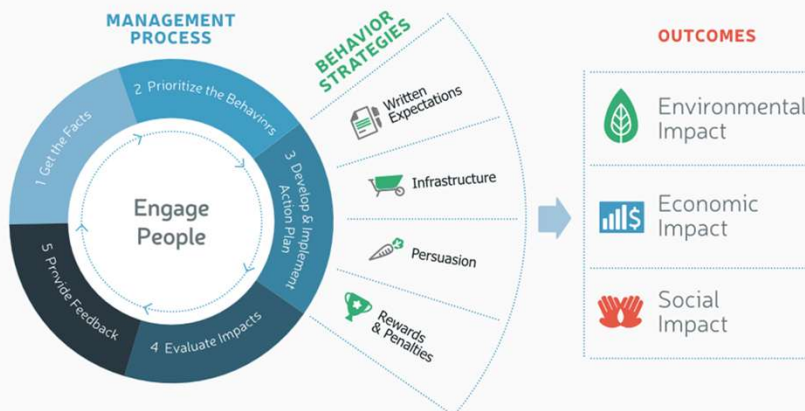 MANAGEMENT
PROCESS
1 Get the Facts
2 Prioritize the Behaviors
3 Develop & Implement
Action Plan
4 Evaluate Impacts
5 Provide Feedback
Engage
People
BEHAVIOR
STRATEGIES
Written
Expectations
Infrastructure
Persuasion
Rewards
& Penalties
OUTCOMES
Environmental
Impact
$
Economic
Impact
Social
Impact